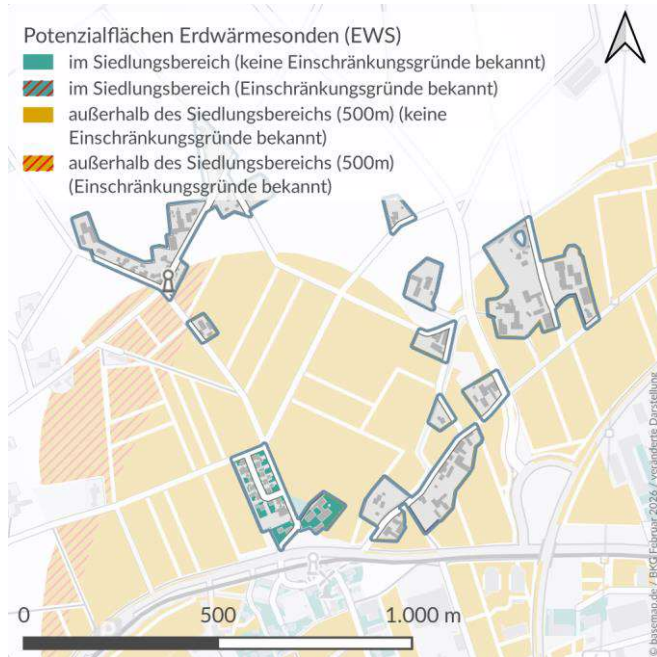 Potenzialflächen Erdwärmesonden (EWS)
im Siedlungsbereich (keine Einschränkungsgründe bekannt)
im Siedlungsbereich (Einschränkungsgründe bekannt)
außerhalb des Siedlungsbereichs (500m) (keine
Einschränkungsgründe bekannt)
außerhalb des Siedlungsbereichs (500m)
(Einschränkungsgründe bekannt)
0 500 1.000 m
© basemap.de / BKG Februar 2026 / veränderte Darstellung